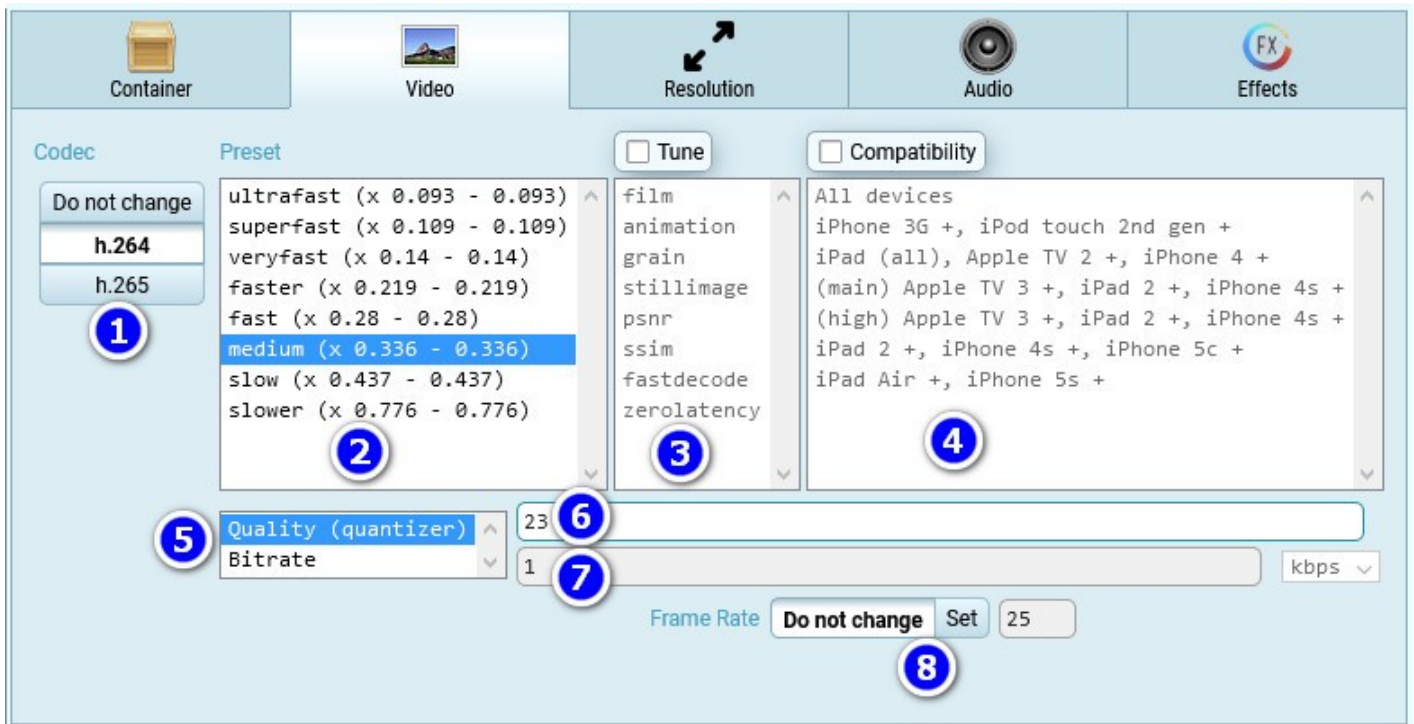 Container
Video
Resolution
Audio
FX
Effects
Codec
Preset
Tune
Compatibility
Do not change
h.264
h.265
1
ultrafast (x 0.093 - 0.093)
superfast (x 0.109 - 0.109)
veryfast (x 0.14 - 0.14)
faster (x 0.219 - 0.219)
fast (x 0.28 - 0.28)
medium (x 0.336 - 0.336)
slow (x 0.437 - 0.437)
slower (x 0.776 - 0.776)
2
film
animation
grain
stillimage
psnr
ssim
fastdecode
zerolatency
3
All devices
iPhone 3G +, iPod touch 2nd gen +
iPad (all), Apple TV 2 +, iPhone 4 +
(main) Apple TV 3 +, iPad 2 +, iPhone 4s +
(high) Apple TV 3 +, iPad 2 +, iPhone 4s +
iPad 2 +, iPhone 4s +, iPhone 5c +
iPad Air +, iPhone 5s +
4
5
Quality (quantizer)
Bitrate
23
6
1
7
kbps
Frame Rate
Do not change
Set
25
8